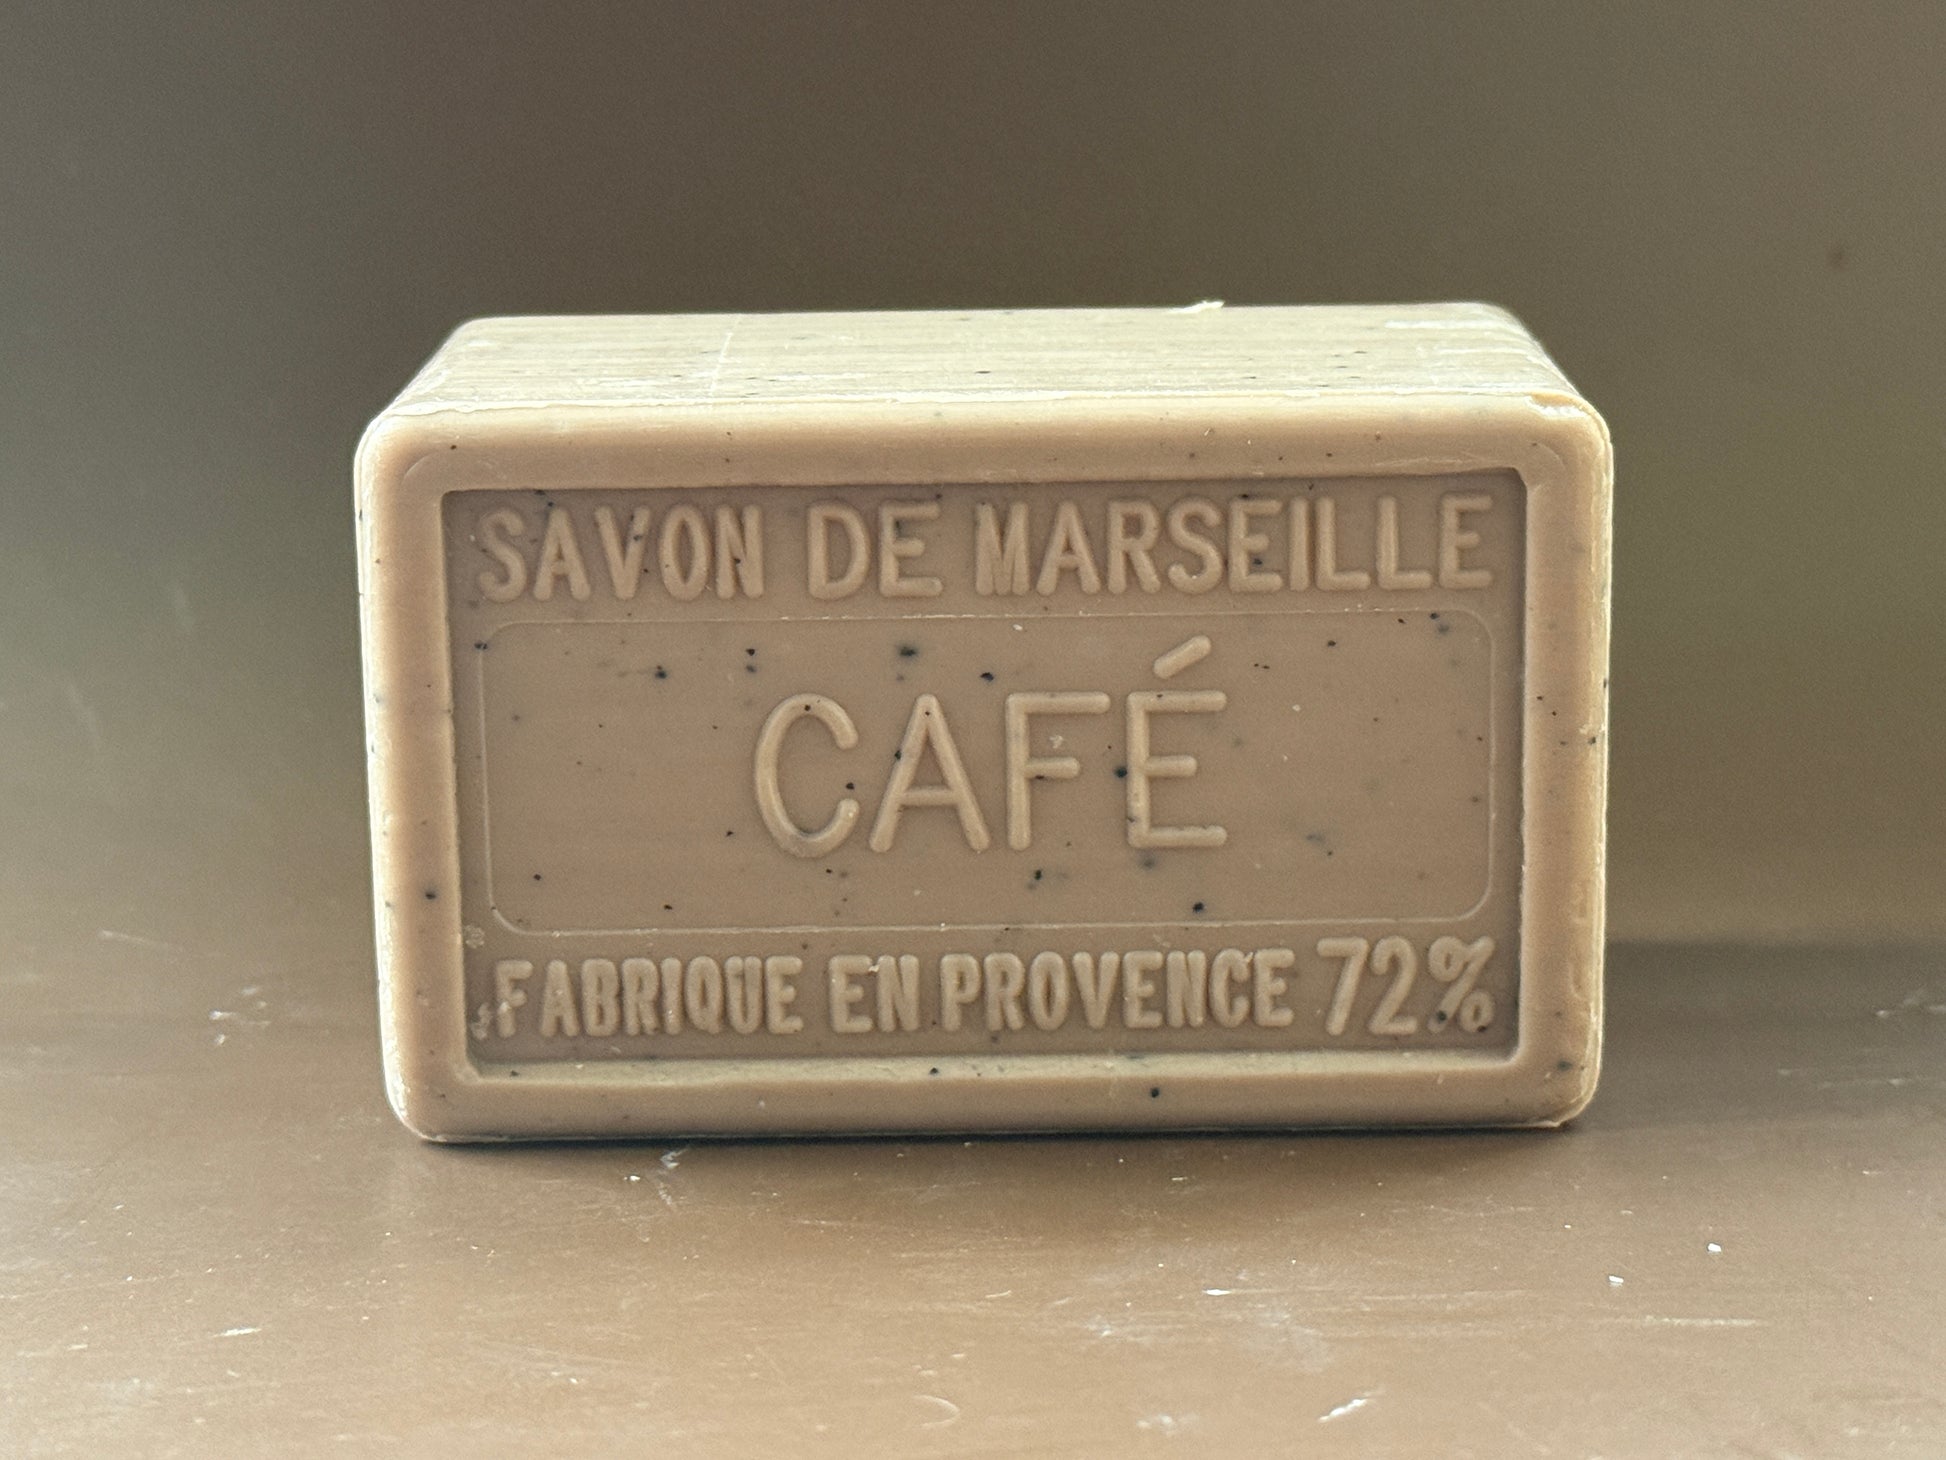 SAVON DE MARSEILLE
CAFÉ
FABRIQUE EN PROVENCE 72%